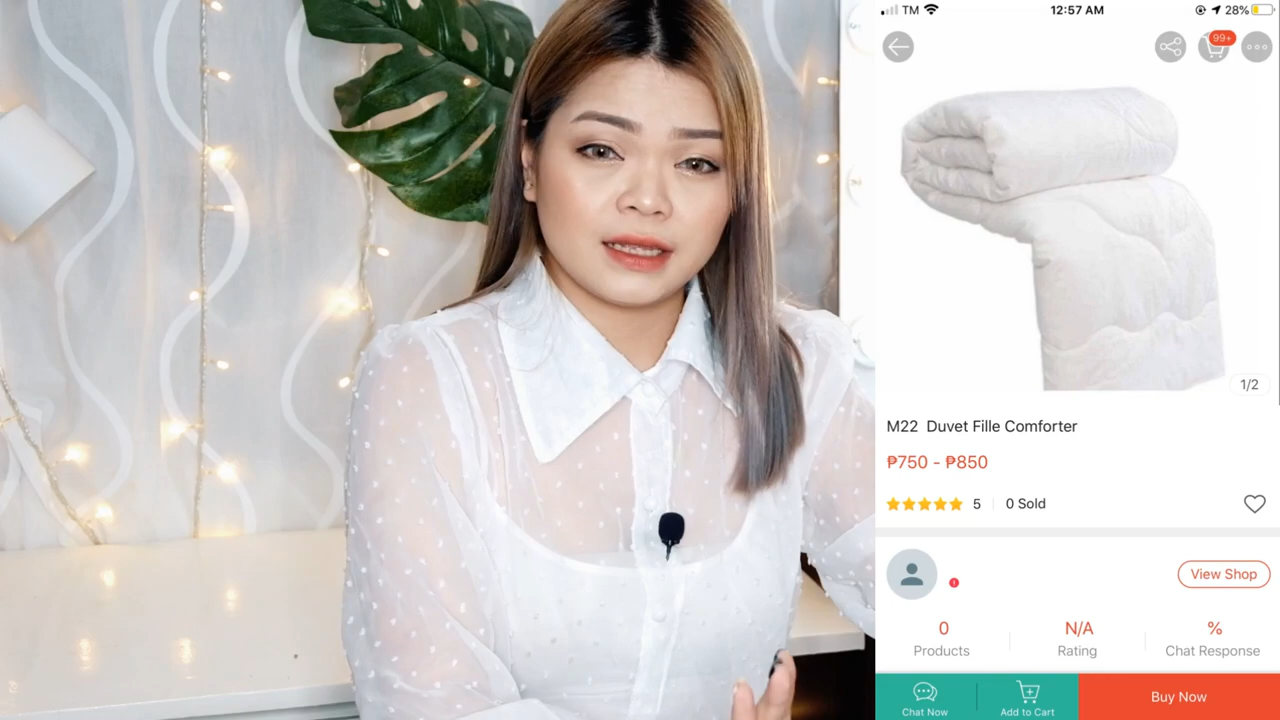 TM 12:57 AM 28%
99+
1/2
M22 Duvet Fille Comforter
₱750 - ₱850
5 0 Sold
View Shop
0 N/A %
Products Rating Chat Response
Chat Now Add to Cart Buy Now